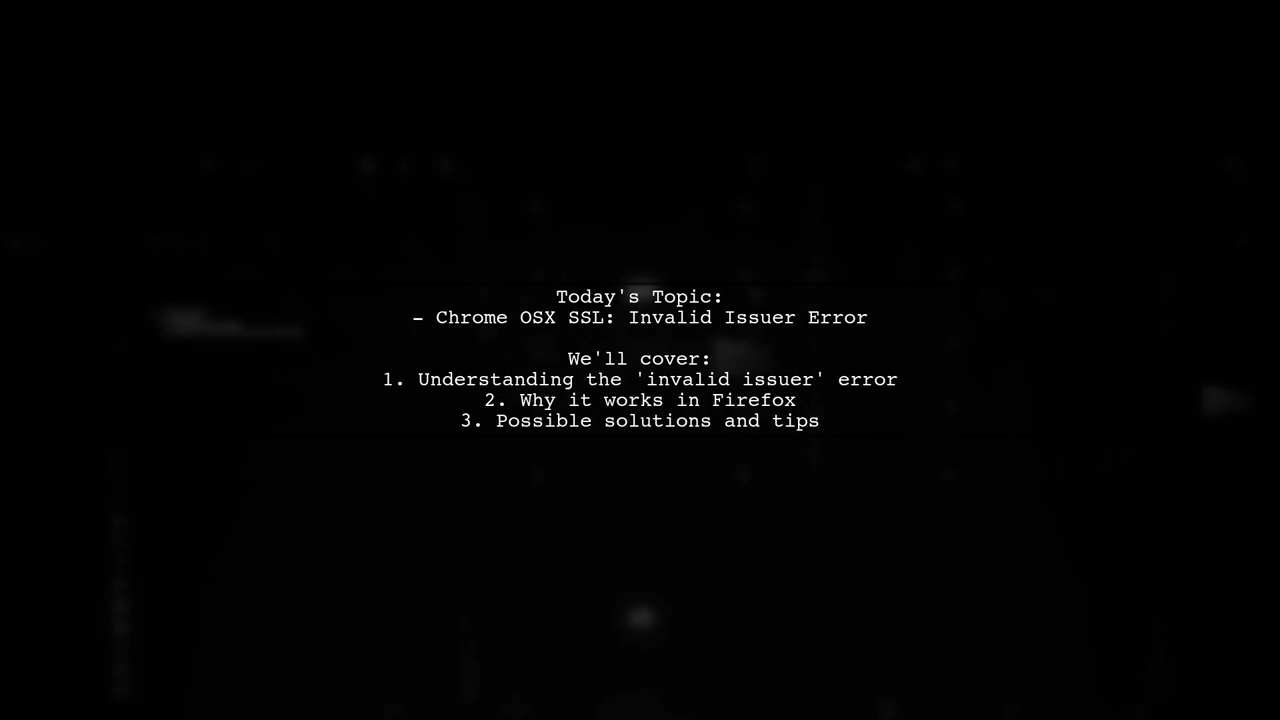 Today's Topic:
- Chrome OSX SSL: Invalid Issuer Error
We'll cover:
1. Understanding the 'invalid issuer' error
2. Why it works in Firefox
3. Possible solutions and tips